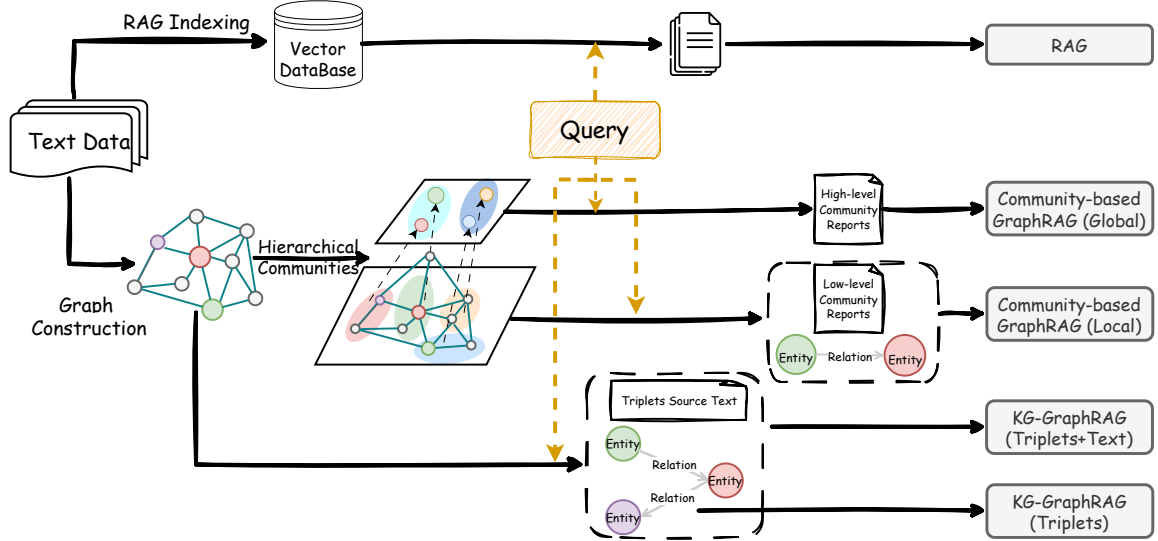 RAG Indexing
Vector
DataBase
RAG
Text Data
Query
Hierarchical
Communities
Graph
Construction
High-level
Community
Reports
Community-based
GraphRAG (Global)
Low-level
Community
Reports
Entity
Relation
Entity
Community-based
GraphRAG (Local)
Triplets Source Text
Entity
Relation
Entity
Relation
Entity
KG-GraphRAG
(Triplets+Text)
KG-GraphRAG
(Triplets)